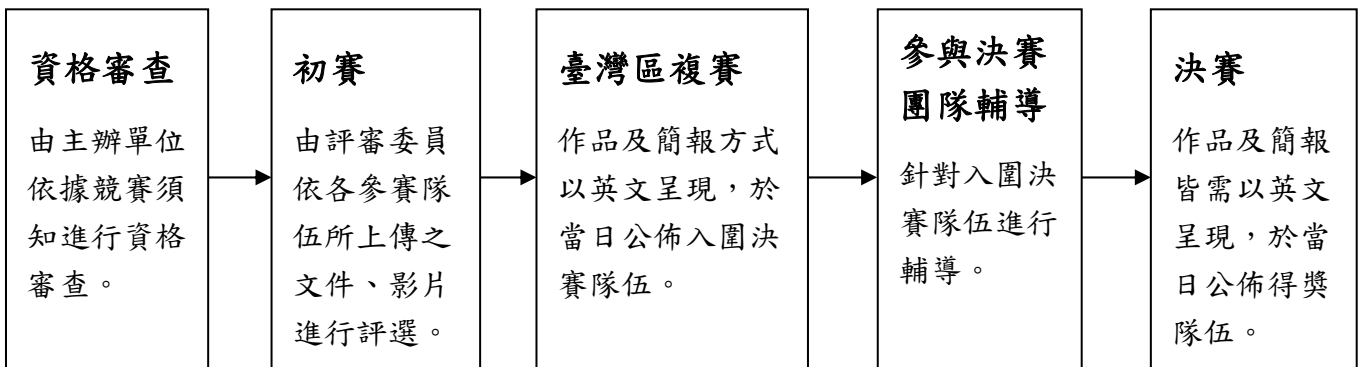 資格審查
由主辦單位
依據競賽須
知進行資格
審查。
初賽
由評審委員
依各參賽隊
伍所上傳之
文件、影片
進行評選。
臺灣區複賽
作品及簡報方式
以英文呈現,於
當日公佈入圍決
賽隊伍。
參與決賽
團隊輔導
針對入圍決
賽隊伍進行
輔導。
決賽
作品及簡報
皆需以英文
呈現,於當
日公佈得獎
隊伍。